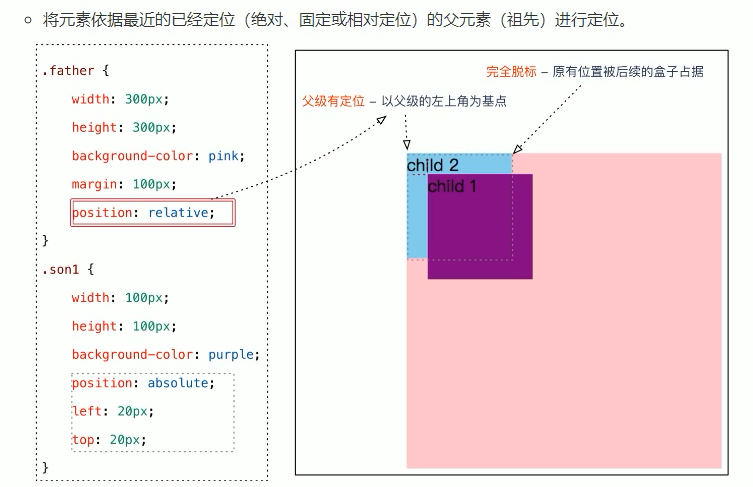 将元素依据最近的已经定位（绝对、固定或相对定位）的父元素（祖先）进行定位。
.father {
width: 300px;
height: 300px;
background-color: pink;
margin: 100px;
position: relative;
}
.son1 {
width: 100px;
height: 100px;
background-color: purple;
position: absolute;
left: 20px;
top: 20px;
}
完全脱标 – 原有位置被后续的盒子占据
父级有定位 – 以父级的左上角为基点
child 2
child 1